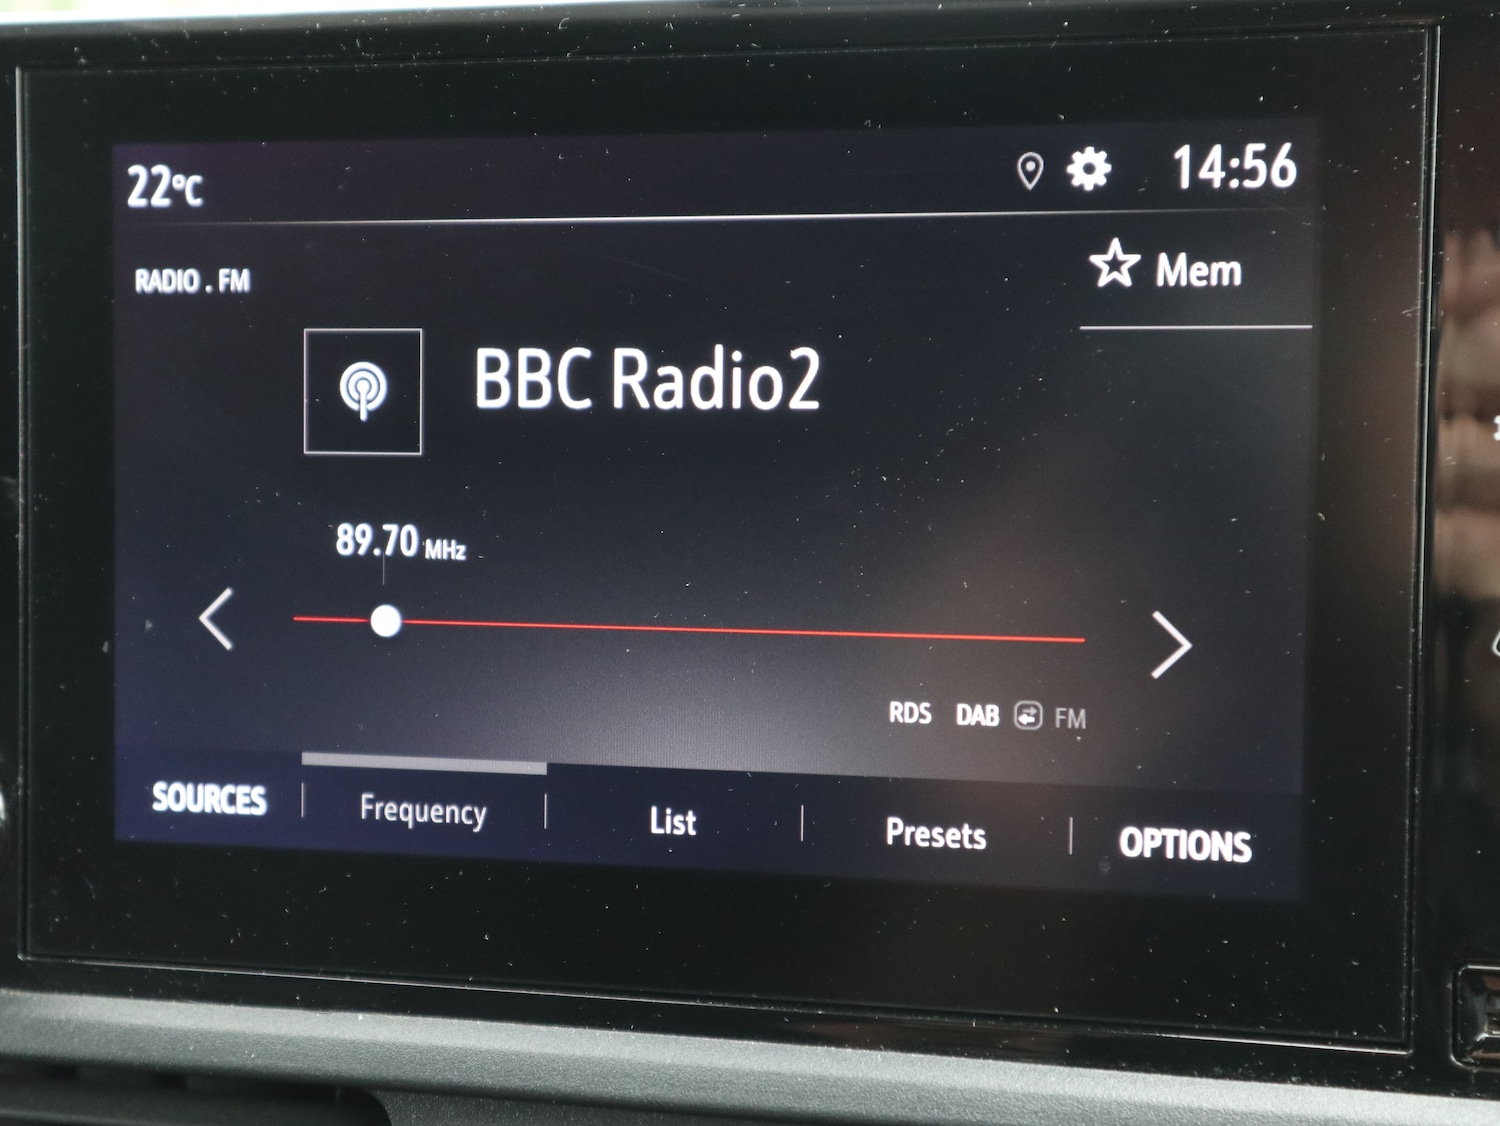 22°C
14:56
RADIO . FM
Mem
BBC Radio2
89.70 MHz
RDS DAB FM
SOURCES
Frequency
List
Presets
OPTIONS